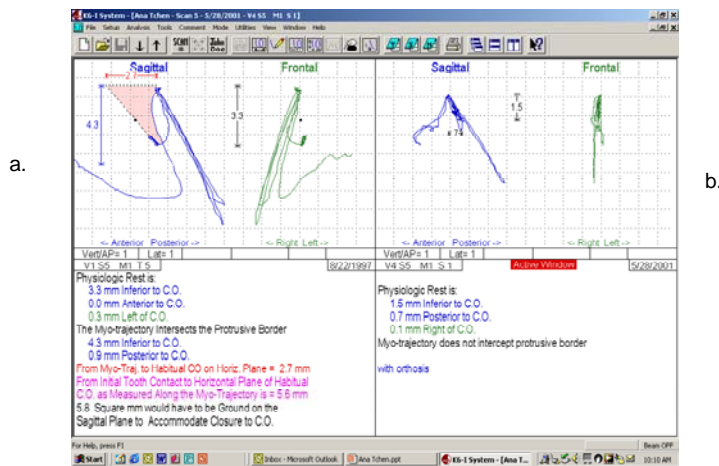 K6-I System - [Ana Tchen - Scan 5 - 5/28/2001 - V4 S5 M1 S 1]
File Setup Analysis Tools Comment Mode Utilities View Window Help
SCAN
Sagittal
Frontal
Sagittal
Frontal
2.7
4.3
3.3
1.5
74
a.
b.
<- Anterior Posterior ->
<- Right Left ->
<- Anterior Posterior ->
<- Right Left ->
Vert/AP= 1 Lat= 1
Vert/AP= 1 Lat= 1
V1 S5 M1 T 5 8/22/1997
V4 S5 M1 S 1 Active Window 5/28/2001
Physiologic Rest is:
3.3 mm Inferior to C.O.
0.0 mm Anterior to C.O.
0.3 mm Left of C.O.
The Myo-trajectory Intersects the Protrusive Border
4.3 mm Inferior to C.O.
0.9 mm Posterior to C.O.
From Myo-Traj. to Habitual CO on Horiz. Plane = 2.7 mm
From Initial Tooth Contact to Horizontal Plane of Habitual
C.O. as Measured Along the Myo-Trajectory is = 5.6 mm
5.8 Square mm would have to be Ground on the
Sagittal Plane to Accommodate Closure to C.O.
Physiologic Rest is:
1.5 mm Inferior to C.O.
0.7 mm Posterior to C.O.
0.1 mm Right of C.O.
Myo-trajectory does not intercept protrusive border
with orthosis
For Help, press F1
Beam OFF
Start
Inbox - Microsoft Outlook
Ana Tchen.ppt
K6-I System - [Ana T...
10:10 AM